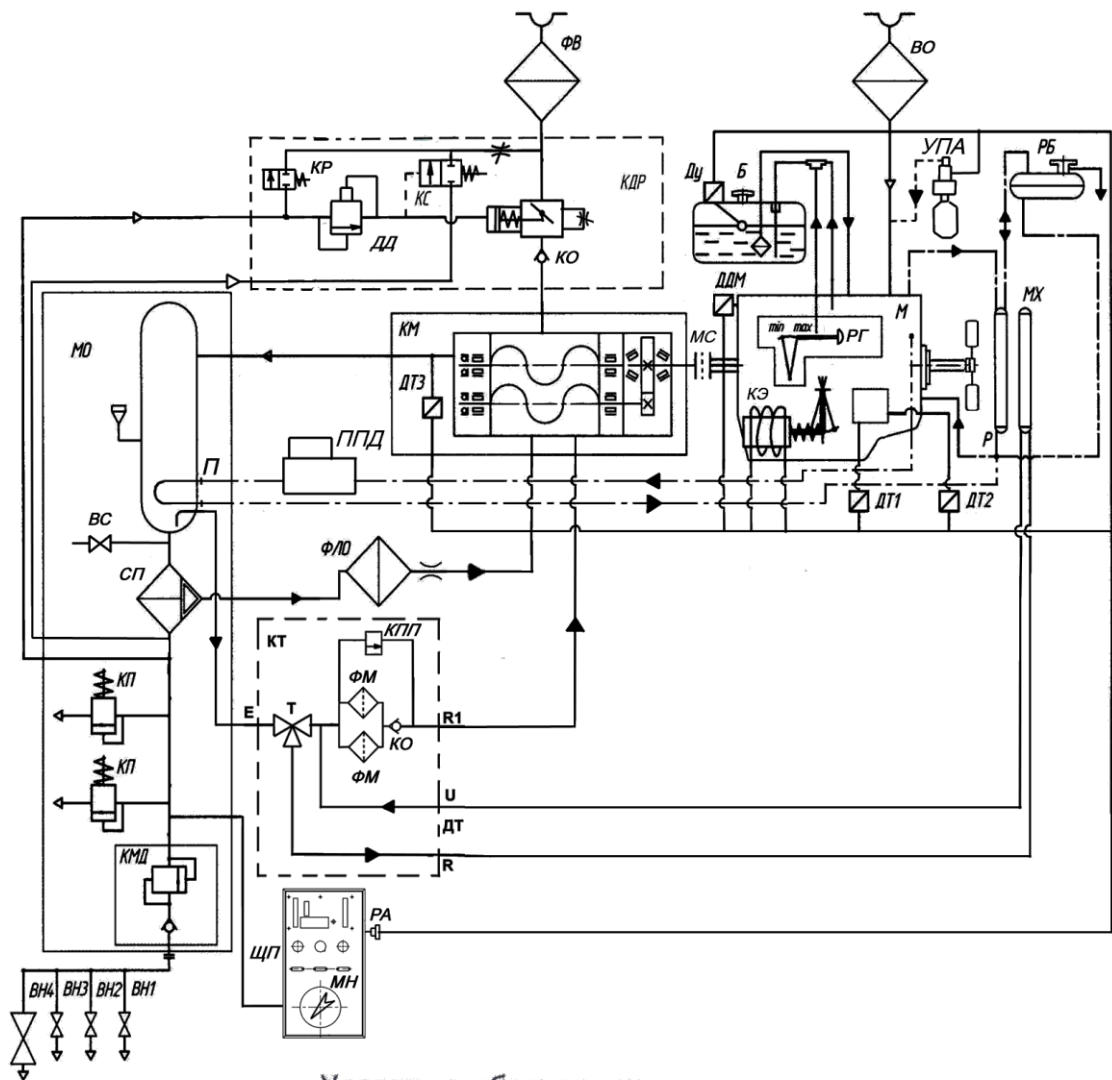 ФВ
ВО
КР
КС
КДР
ДД
КО
Ду
Б
УПА
РБ
МО
КМ
ДТ3
МС
ДДМ
min max
РГ
М
МХ
КЭ
Р
ППД
П
ДТ1
ДТ2
ВС
СП
ФЛО
КТ
КПП
ФМ
Е
Т
R1
КО
ФМ
КП
КП
U
ДТ
R
КМД
ЩП
РА
МН
ВН4
ВН3
ВН2
ВН1